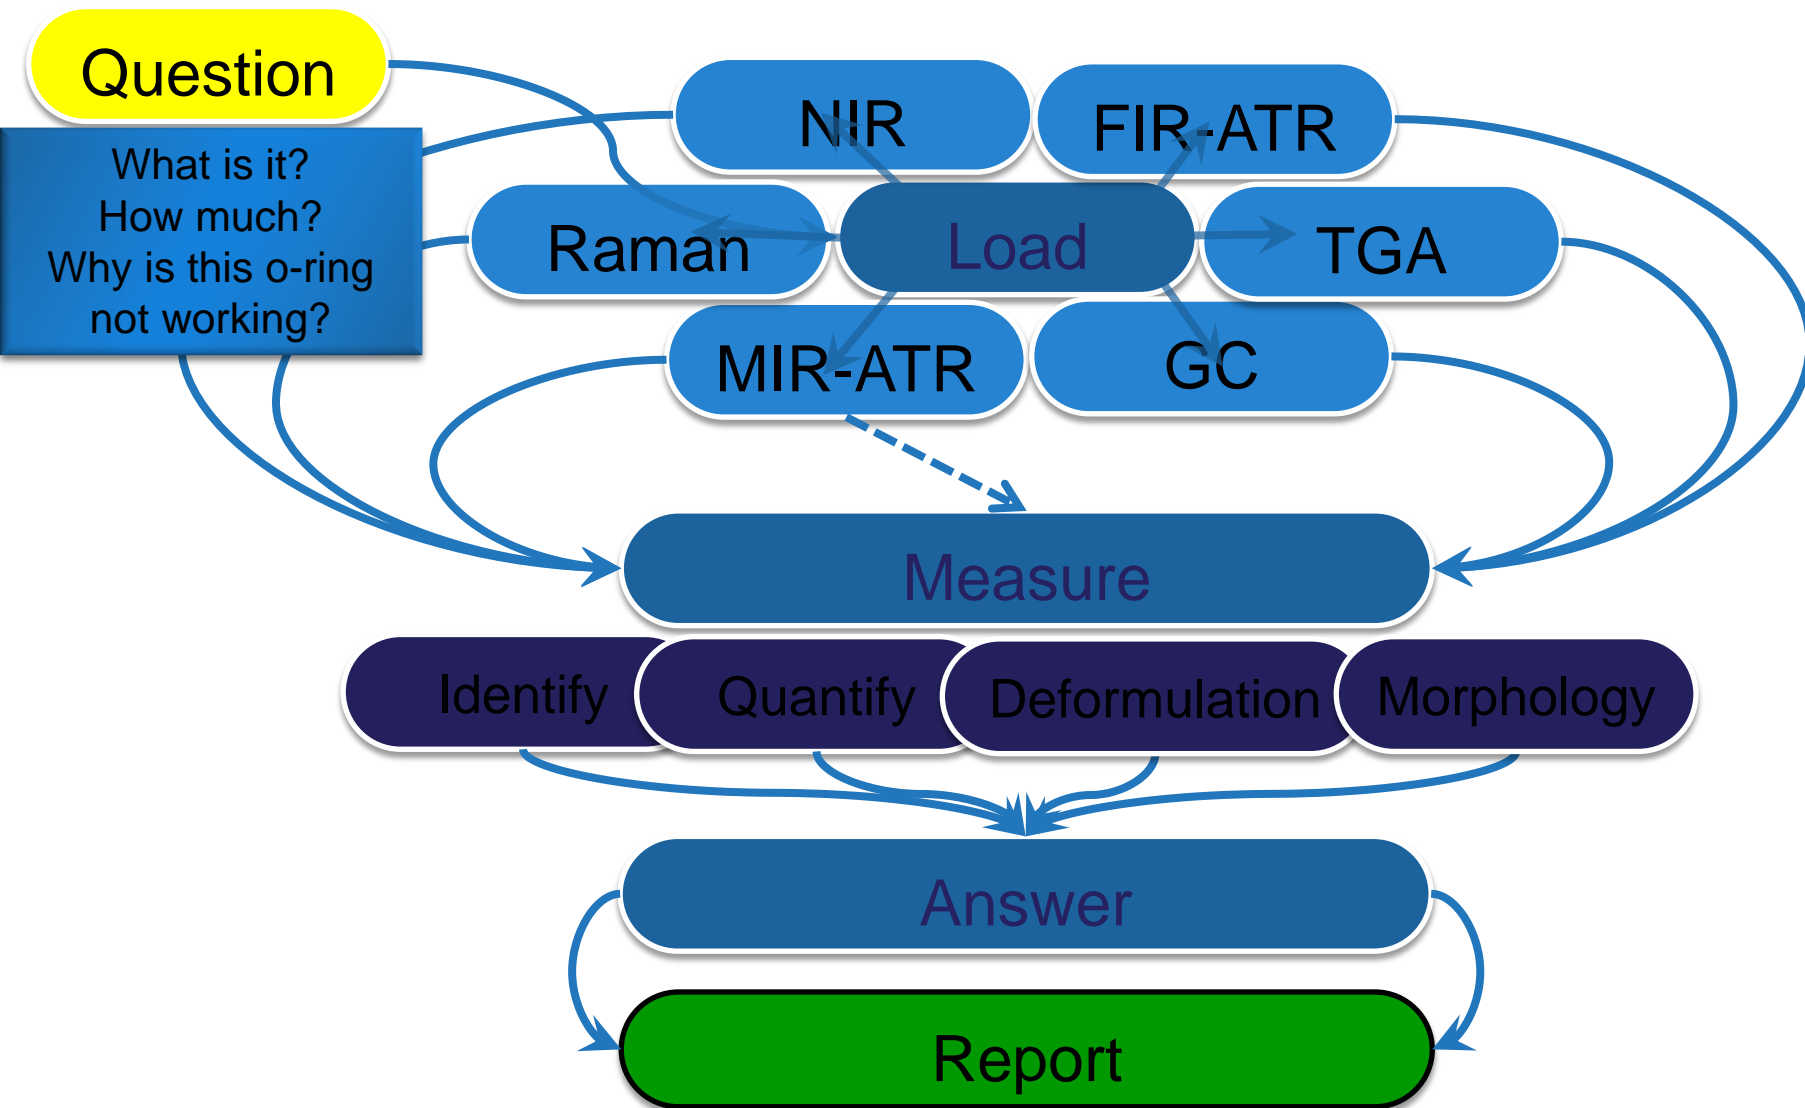 Question
What is it?
How much?
Why is this o-ring
not working?
NIR
FIR-ATR
Raman
Load
TGA
MIR-ATR
GC
Measure
Identify
Quantify
Deformulation
Morphology
Answer
Report